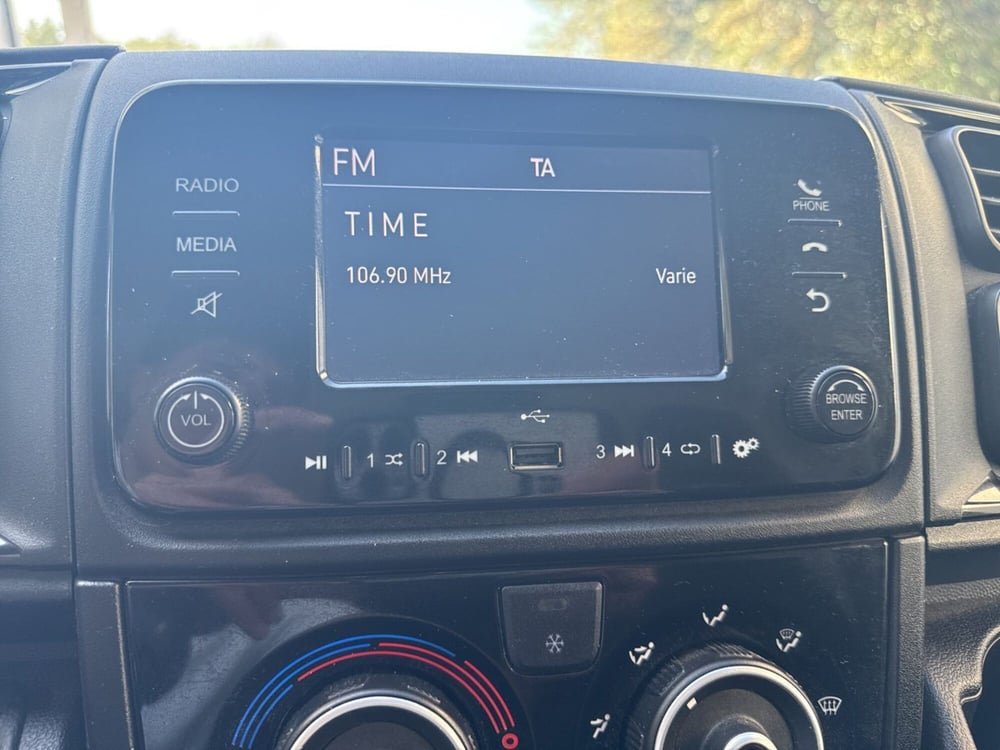 FM TA
TIME
106.90 MHz Varie
RADIO
MEDIA
VOL
PHONE
BROWSE
ENTER
1 2 3 4